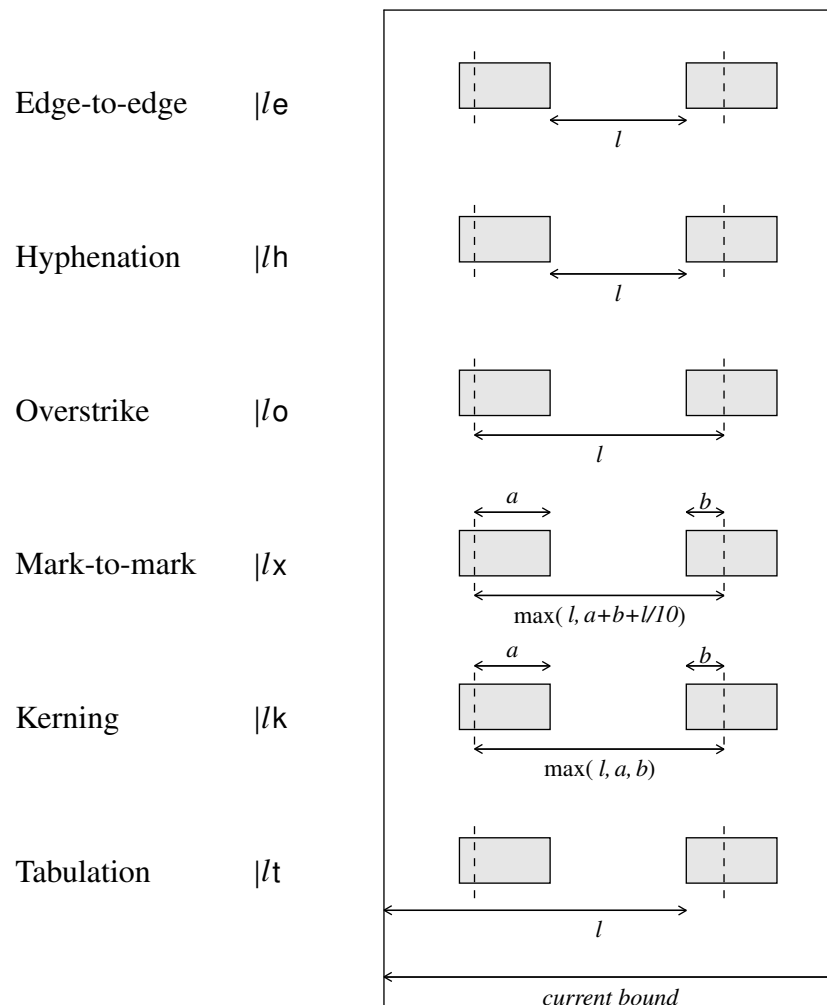 Edge-to-edge |le
l
Hyphenation |lh
l
Overstrike |lo
l
a b
Mark-to-mark |lx
max( l, a+b+l/10)
a b
Kerning |lk
max( l, a, b)
Tabulation |lt
l
current bound